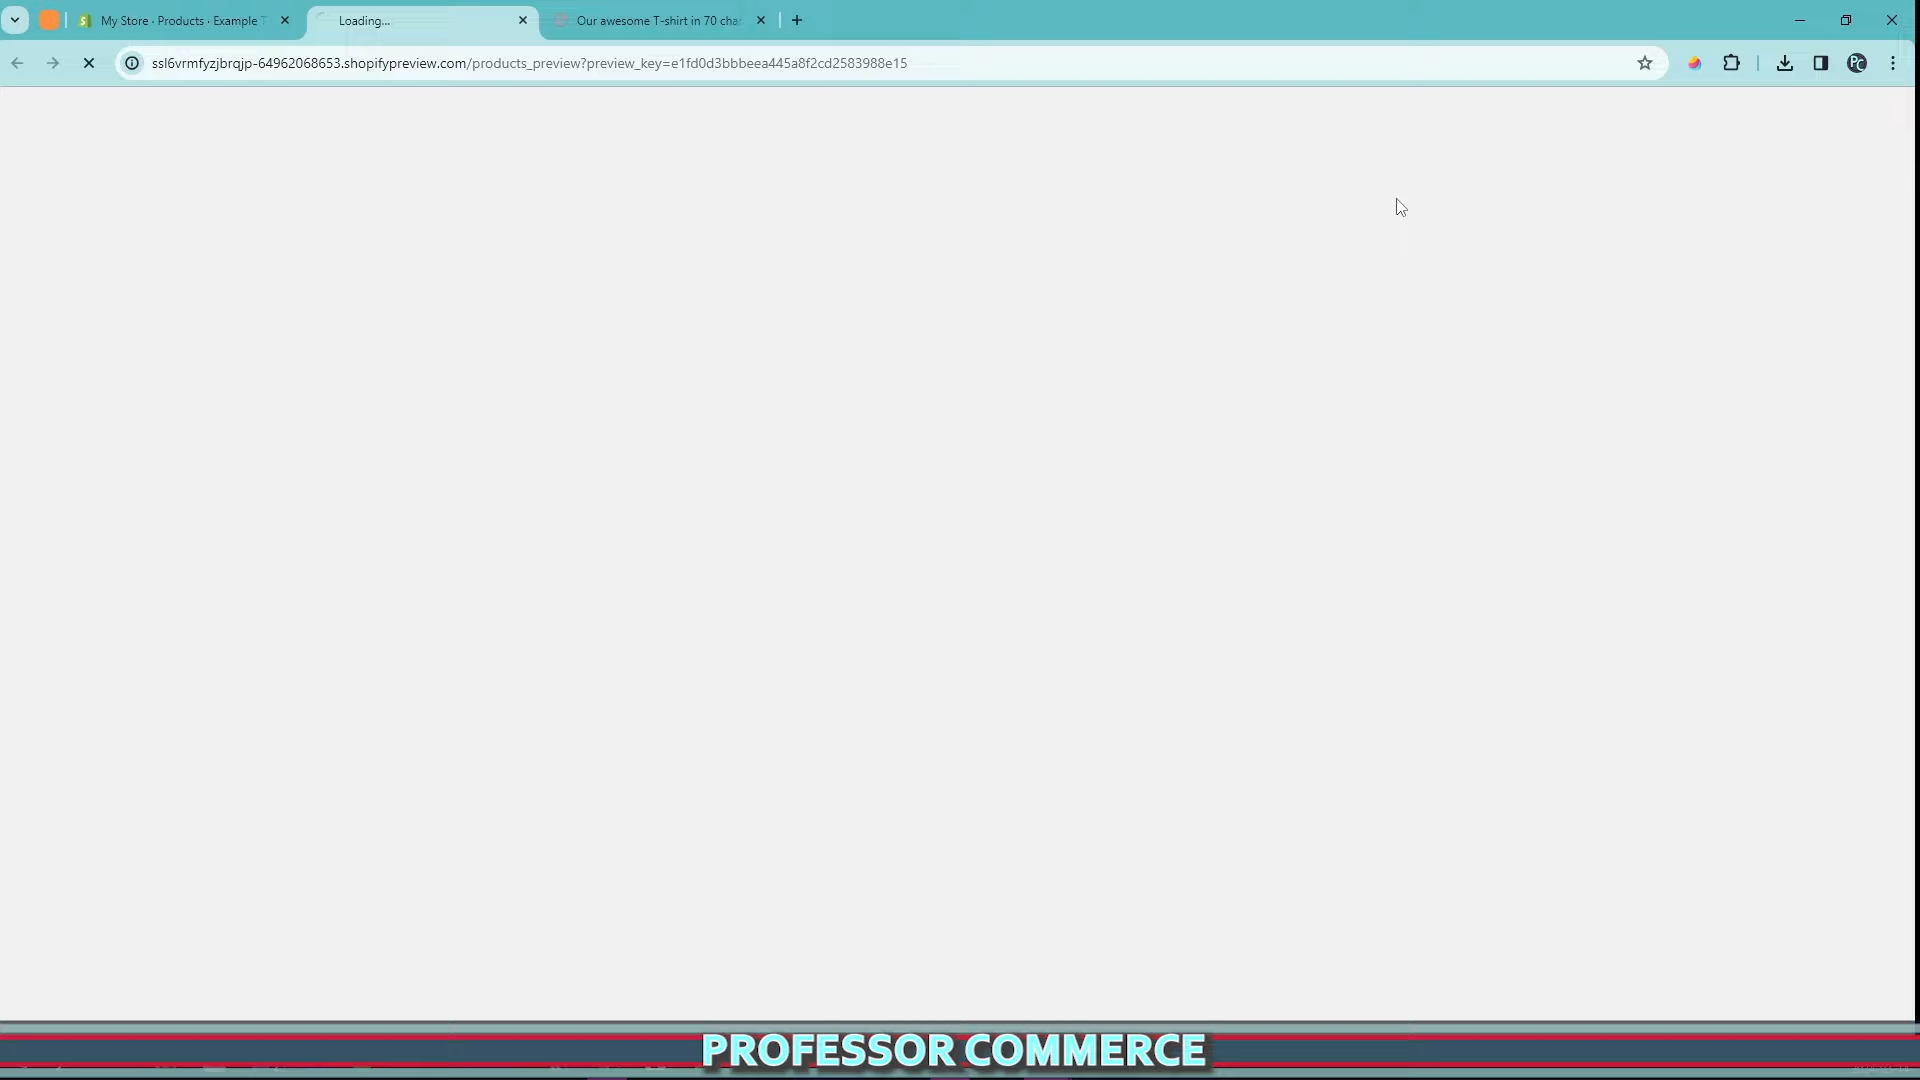 My Store · Products · Example T
Loading...
Our awesome T-shirt in 70 cha
ssl6vrmfyzjbrqjp-64962068653.shopifypreview.com/products_preview?preview_key=e1fd0d3bbbeea445a8f2cd2583988e15
PC
PROFESSOR COMMERCE